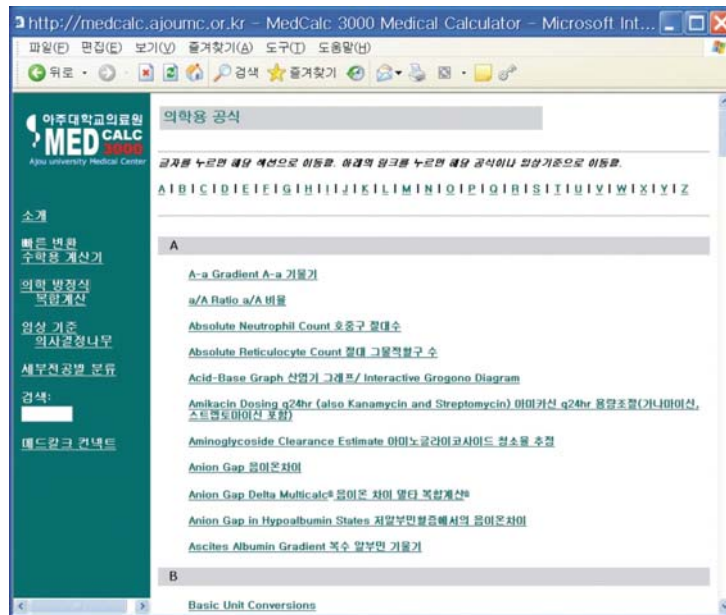 http://medcalc.ajoumc.or.kr - MedCalc 3000 Medical Calculator - Microsoft Int...
파일(F) 편집(E) 보기(V) 즐겨찾기(A) 도구(T) 도움말(H)
뒤로 검색 즐겨찾기
아주대학교의료원
MED CALC
3000
Ajou university Medical Center
소개
빠른 변환
수학용 계산기
의학 방정식
복합계산
임상 기준
의사결정나무
세부전공별 분류
검색:
메드칼크 컨넥트
의학용 공식
글자를 누르면 해당 섹션으로 이동함. 아래의 링크를 누르면 해당 공식이나 임상기준으로 이동함.
A | B | C | D | E | F | G | H | I | J | K | L | M | N | O | P | Q | R | S | T | U | V | W | X | Y | Z
A
A-a Gradient A-a 기울기
a/A Ratio a/A 비율
Absolute Neutrophil Count 호중구 절대수
Absolute Reticulocyte Count 절대 그물적혈구 수
Acid-Base Graph 산염기 그래프/ Interactive Grogono Diagram
Amikacin Dosing q24hr (also Kanamycin and Streptomycin) 아미카신 q24hr 용량조절(가나마이신,
스트렙토마이신 포함)
Aminoglycoside Clearance Estimate 아미노글라이코사이드 청소율 추정
Anion Gap 음이온차이
Anion Gap Delta Multicalc® 음이온 차이 델타 복합계산®
Anion Gap in Hypoalbumin States 저알부민혈증에서의 음이온차이
Ascites Albumin Gradient 복수 알부민 기울기
B
Basic Unit Conversions